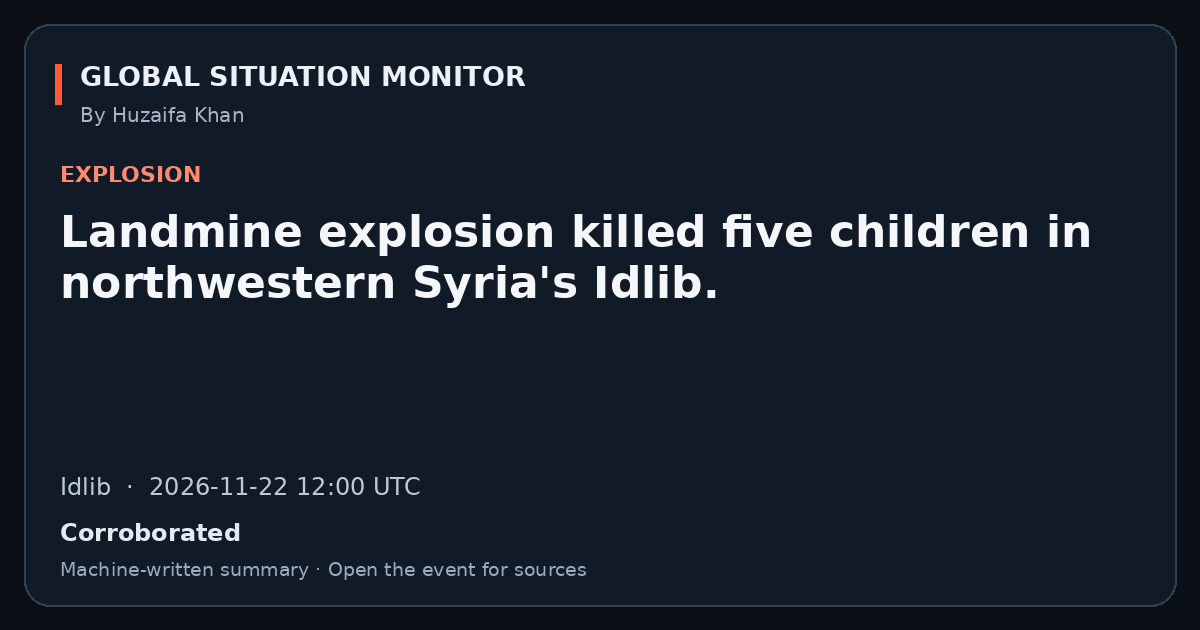 GLOBAL SITUATION MONITOR
By Huzaifa Khan
EXPLOSION
Landmine explosion killed five children in
northwestern Syria's Idlib.
Idlib · 2026-11-22 12:00 UTC
Corroborated
Machine-written summary · Open the event for sources